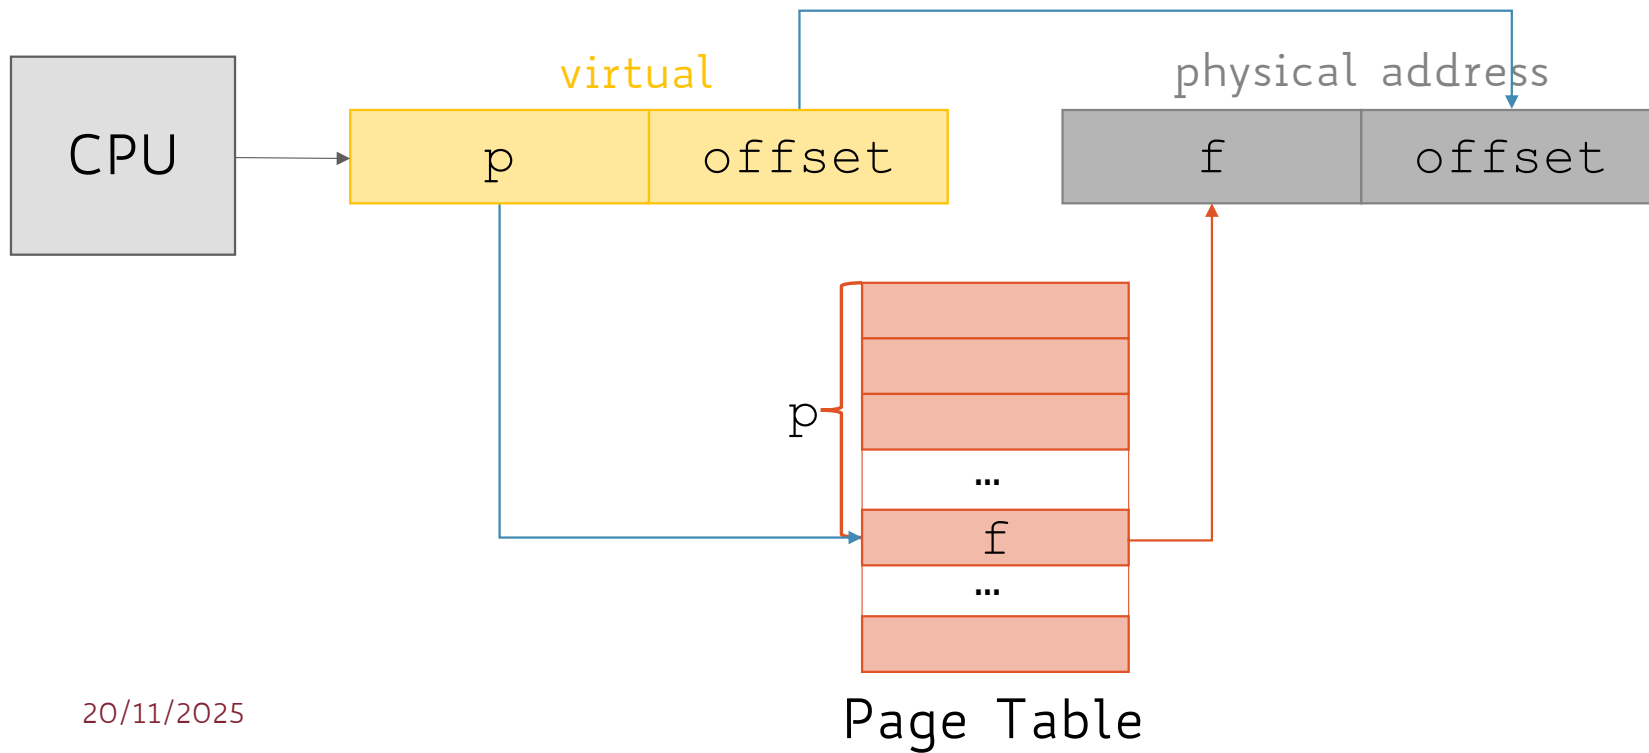 virtual
physical address
CPU
p
offset
f
offset
p
…
f
…
Page Table
20/11/2025